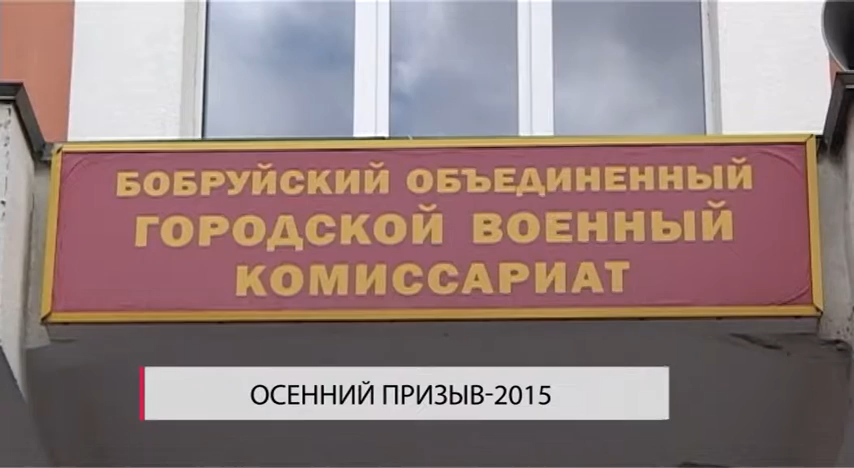 БОБРУЙСКИЙ ОБЪЕДИНЕННЫЙ
ГОРОДСКОЙ ВОЕННЫЙ
КОМИССАРИАТ
ОСЕННИЙ ПРИЗЫВ-2015